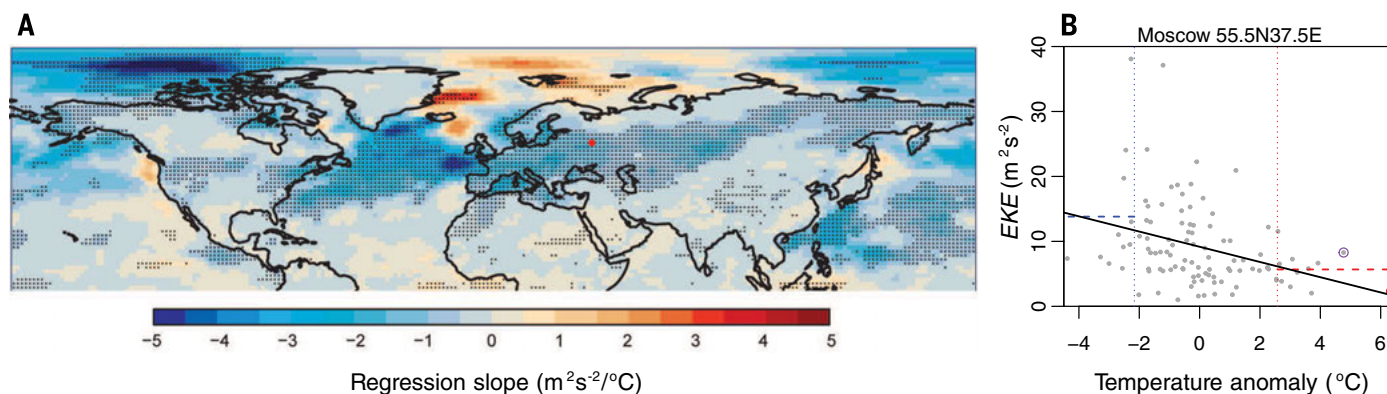 A
−5 −4 −3 −2 −1 0 1 2 3 4 5
Regression slope (m²s⁻²/°C)
B
Moscow 55.5N37.5E
40
30
20
10
0
EKE (m²s⁻²)
−4 −2 0 2 4 6
Temperature anomaly (°C)